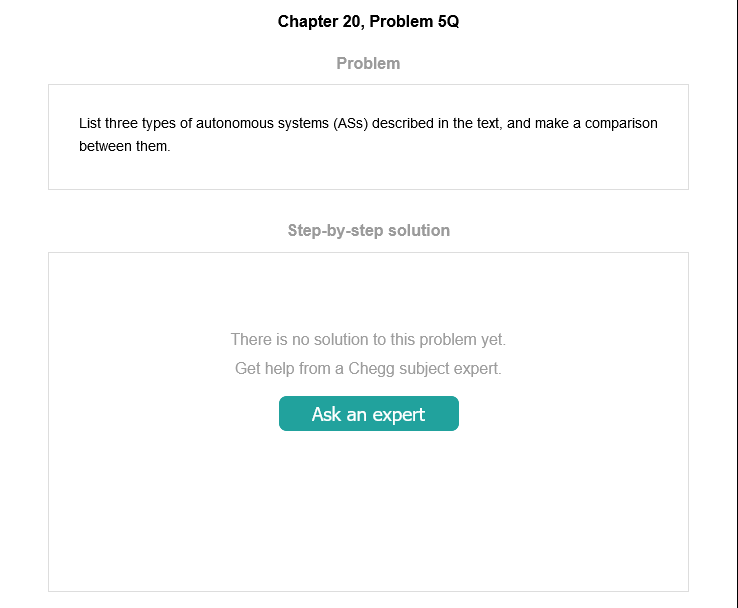 Chapter 20, Problem 5Q
Problem
List three types of autonomous systems (ASs) described in the text, and make a comparison
between them.
Step-by-step solution
There is no solution to this problem yet.
Get help from a Chegg subject expert.
Ask an expert